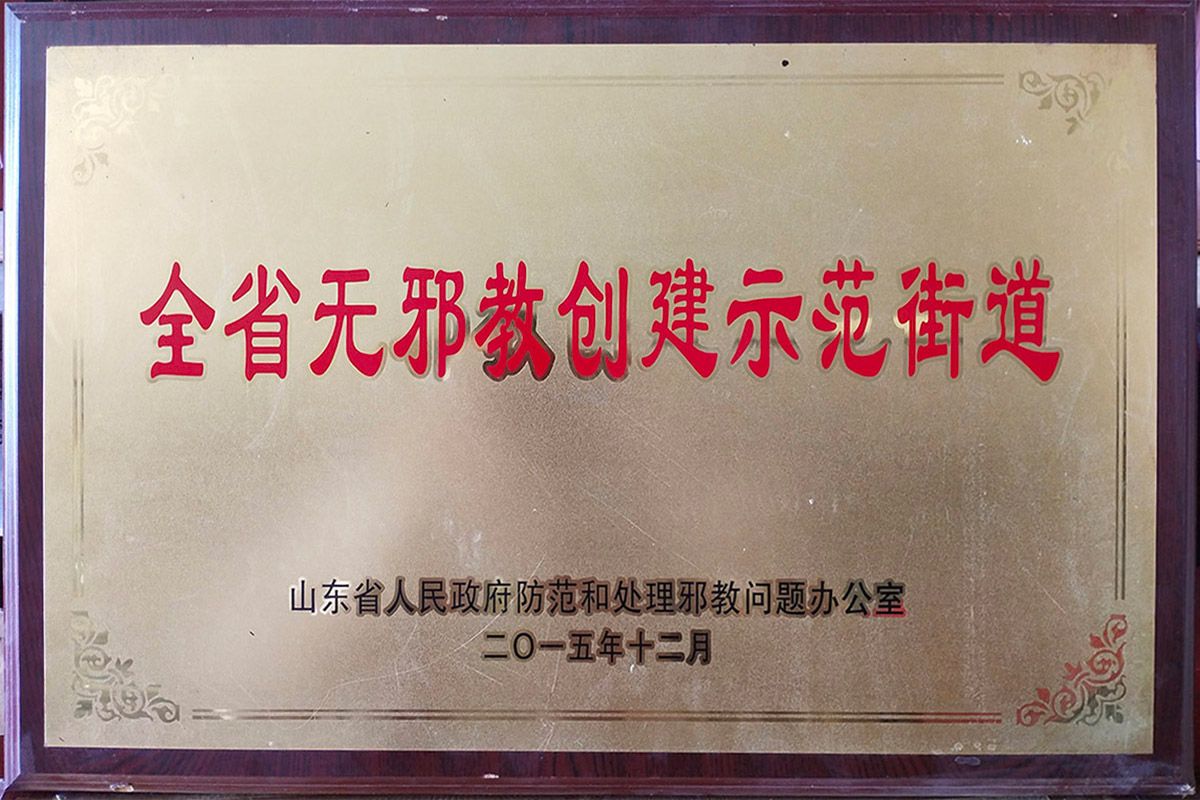 全省无邪教创建示范街道
山东省人民政府防范和处理邪教问题办公室
二〇一五年十二月